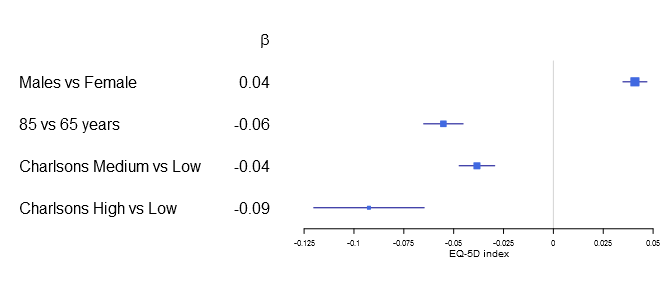 β
Males vs Female 0.04
85 vs 65 years -0.06
Charlsons Medium vs Low -0.04
Charlsons High vs Low -0.09
-0.125 -0.1 -0.075 -0.05 -0.025 0 0.025 0.05
EQ-5D index